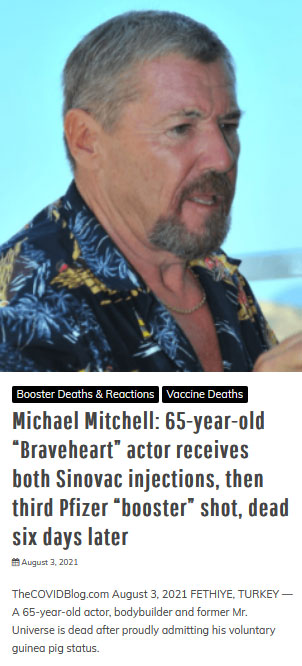 Booster Deaths & Reactions Vaccine Deaths
Michael Mitchell: 65-year-old
“Braveheart” actor receives
both Sinovac injections, then
third Pfizer “booster” shot, dead
six days later
August 3, 2021
TheCOVIDBlog.com August 3, 2021 FETHIYE, TURKEY —
A 65-year-old actor, bodybuilder and former Mr.
Universe is dead after proudly admitting his voluntary
guinea pig status.